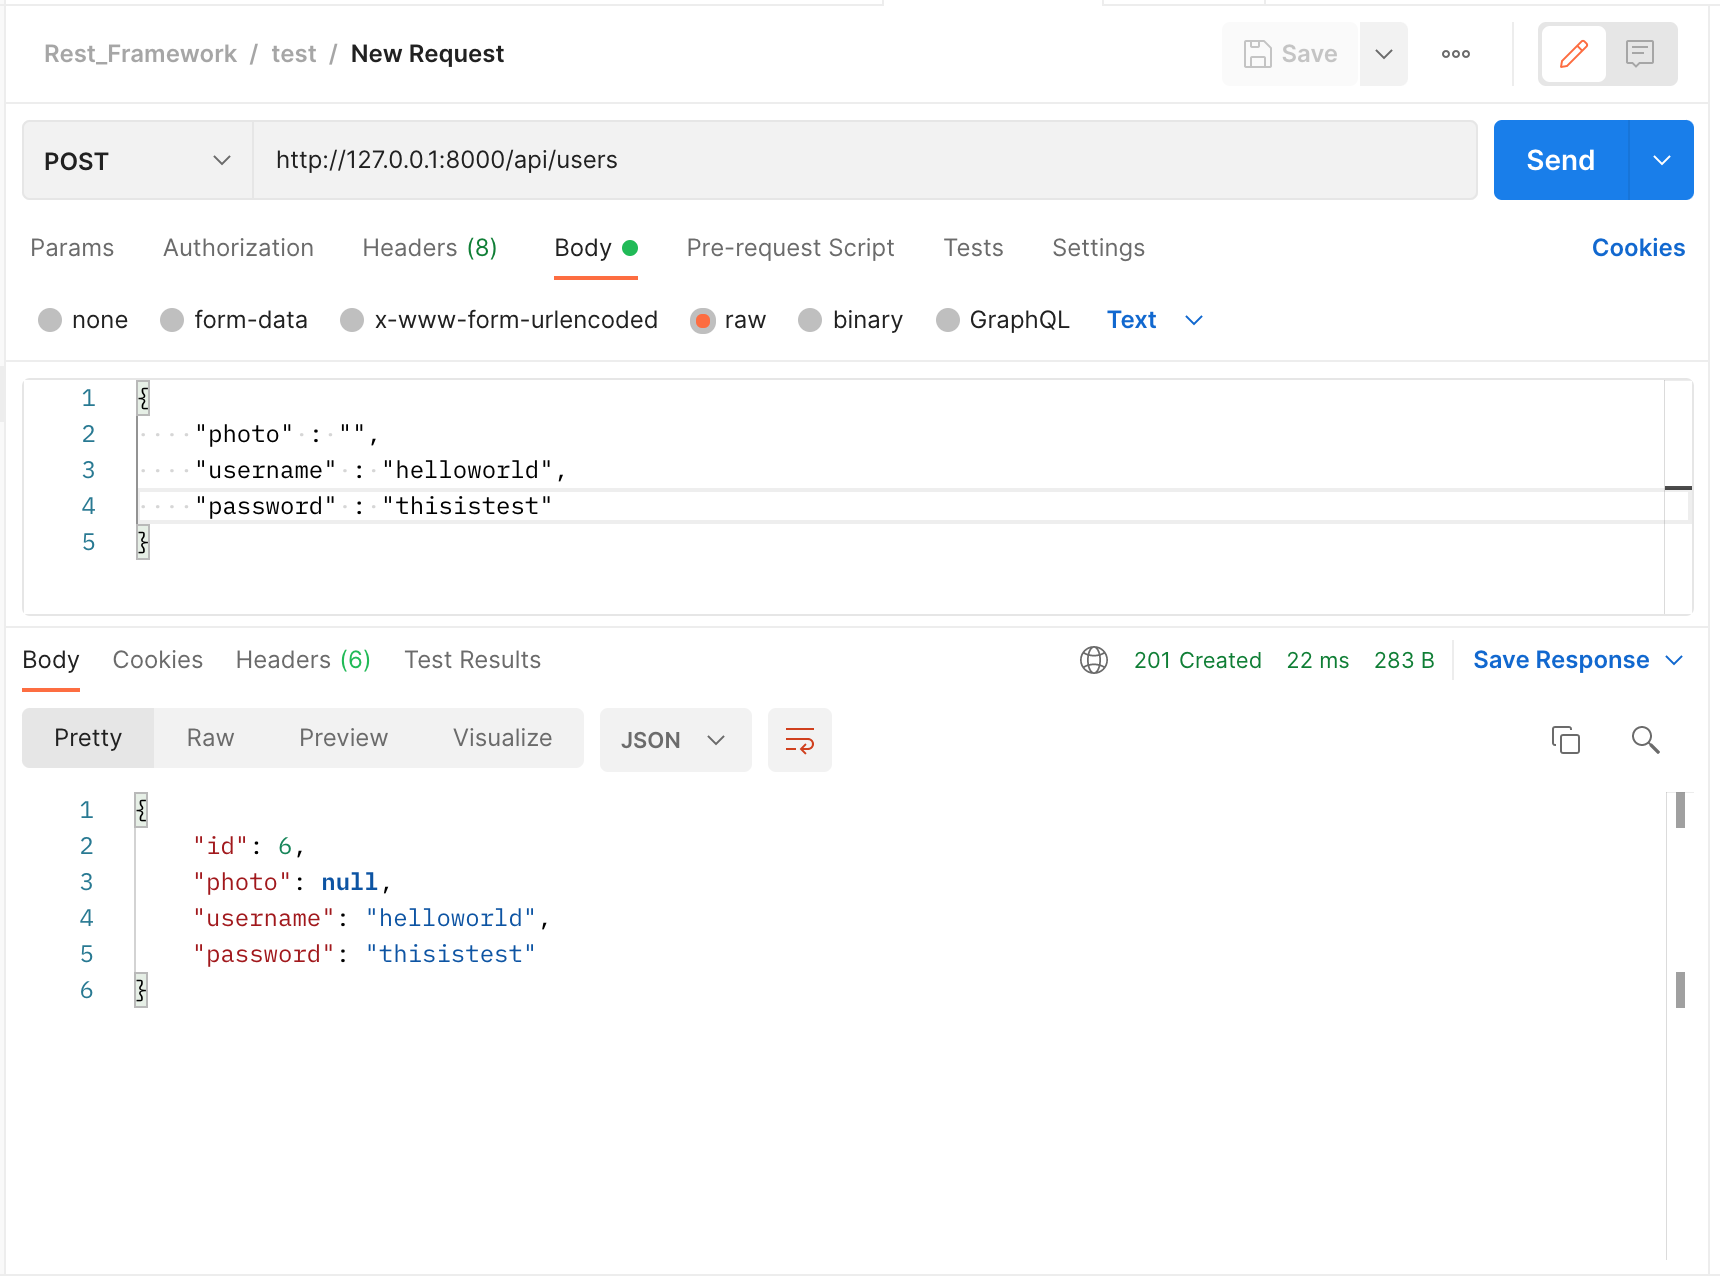 Rest_Framework / test / New Request
Save
POST
http://127.0.0.1:8000/api/users
Send
Params Authorization Headers (8) Body Pre-request Script Tests Settings Cookies
none form-data x-www-form-urlencoded raw binary GraphQL Text
1 {
2 "photo" : "",
3 "username" : "helloworld",
4 "password" : "thisistest"
5 }
Body Cookies Headers (6) Test Results 201 Created 22 ms 283 B Save Response
Pretty Raw Preview Visualize JSON
1 {
2 "id": 6,
3 "photo": null,
4 "username": "helloworld",
5 "password": "thisistest"
6 }